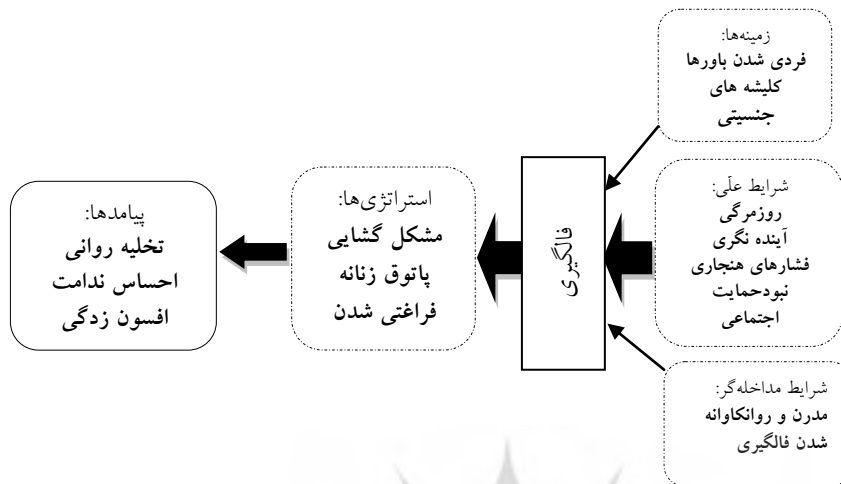 زمینه‌ها:
فردی شدن باورها
کلیشه های
جنسیتی
شرایط علّی:
روزمرگی
آینده نگری
فشارهای هنجاری
نبودحمایت
اجتماعی
شرایط مداخله‌گر:
مدرن و روانکاوانه
شدن فالگیری
فالگیری
استراتژی‌ها:
مشکل گشایی
پاتوق زنانه
فراغتی شدن
پیامدها:
تخلیه روانی
احساس ندامت
افسون زدگی